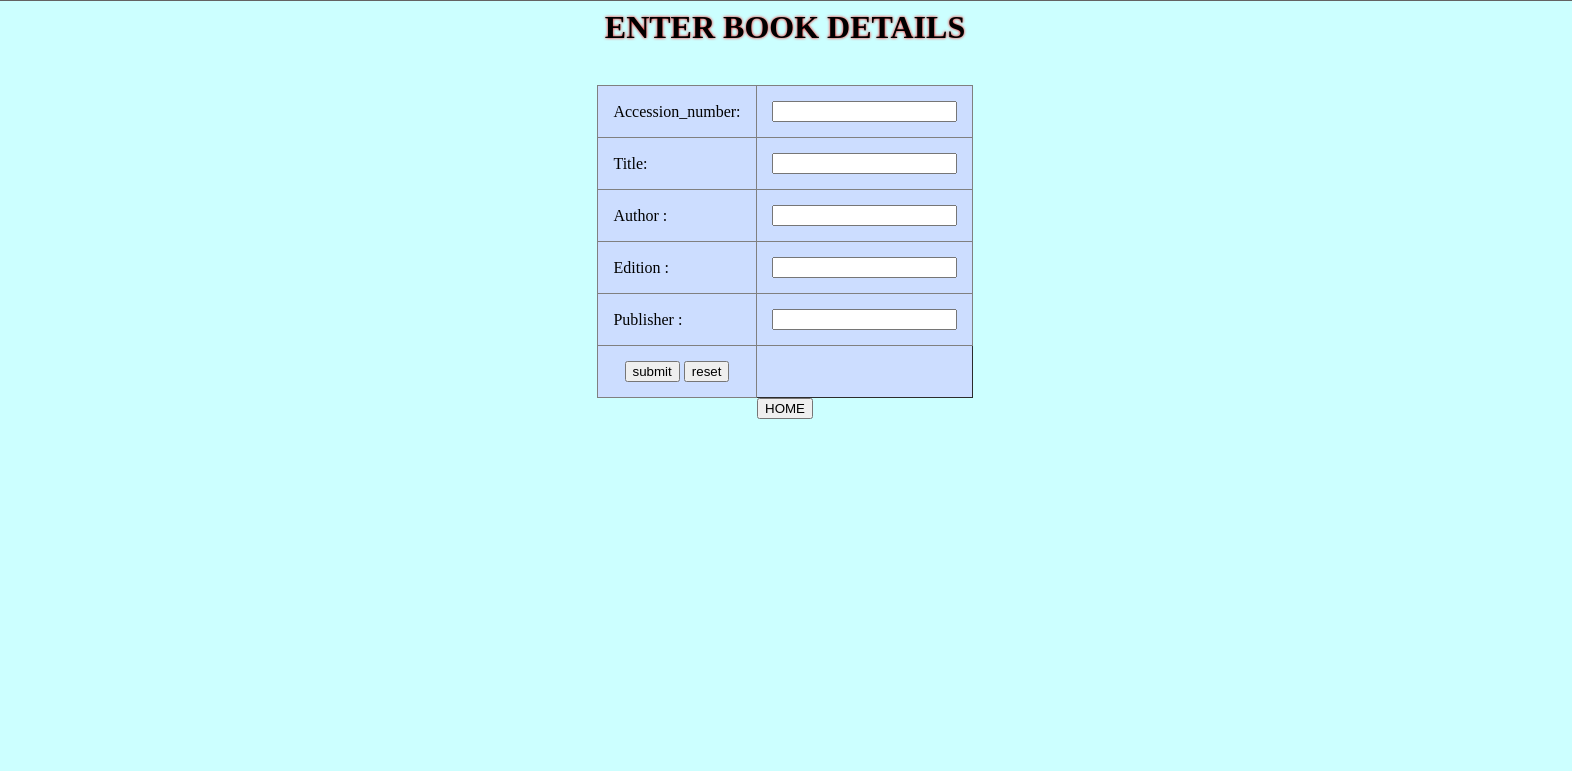 ENTER BOOK DETAILS
Accession_number:
Title:
Author :
Edition :
Publisher :
submit reset
HOME